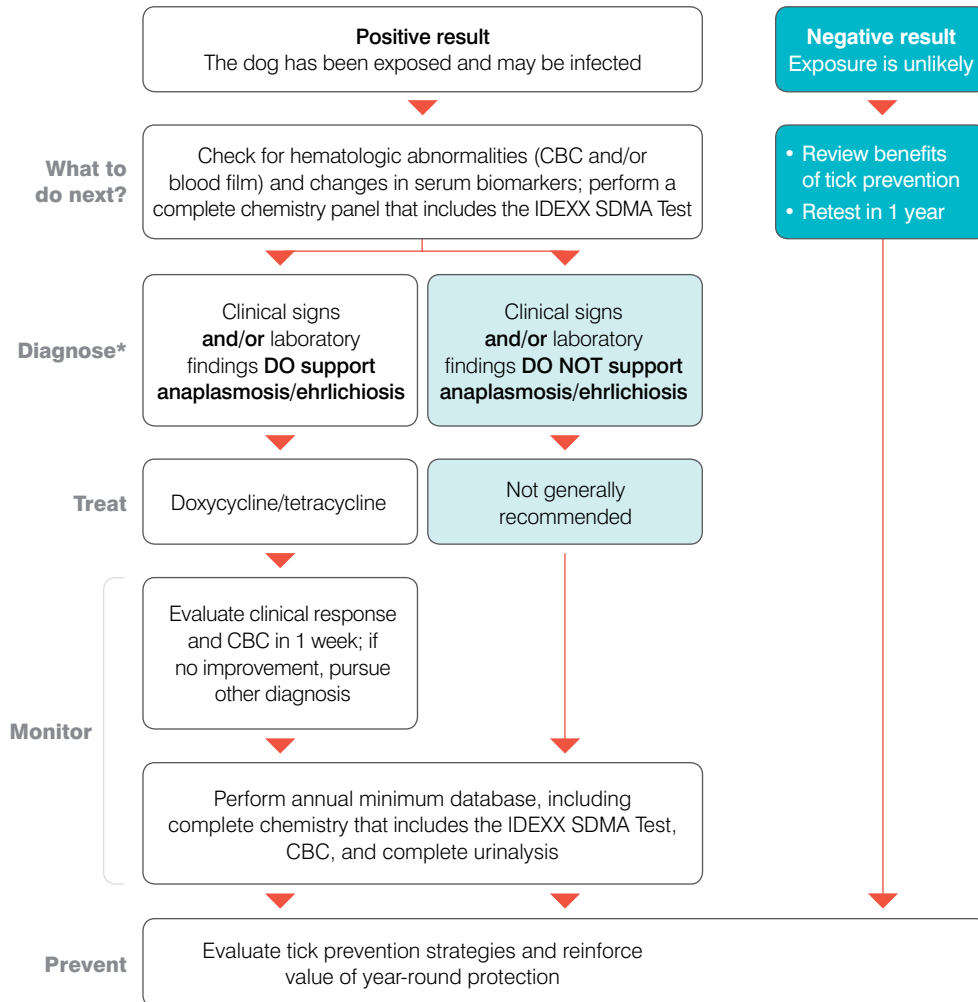 Positive result
The dog has been exposed and may be infected
Negative result
Exposure is unlikely
What to
do next?
Check for hematologic abnormalities (CBC and/or
blood film) and changes in serum biomarkers; perform a
complete chemistry panel that includes the IDEXX SDMA Test
• Review benefits
of tick prevention
• Retest in 1 year
Diagnose*
Clinical signs
and/or laboratory
findings DO support
anaplasmosis/ehrlichiosis
Clinical signs
and/or laboratory
findings DO NOT support
anaplasmosis/ehrlichiosis
Treat
Doxycycline/tetracycline
Not generally
recommended
Monitor
Evaluate clinical response
and CBC in 1 week; if
no improvement, pursue
other diagnosis
Perform annual minimum database, including
complete chemistry that includes the IDEXX SDMA Test,
CBC, and complete urinalysis
Prevent
Evaluate tick prevention strategies and reinforce
value of year-round protection